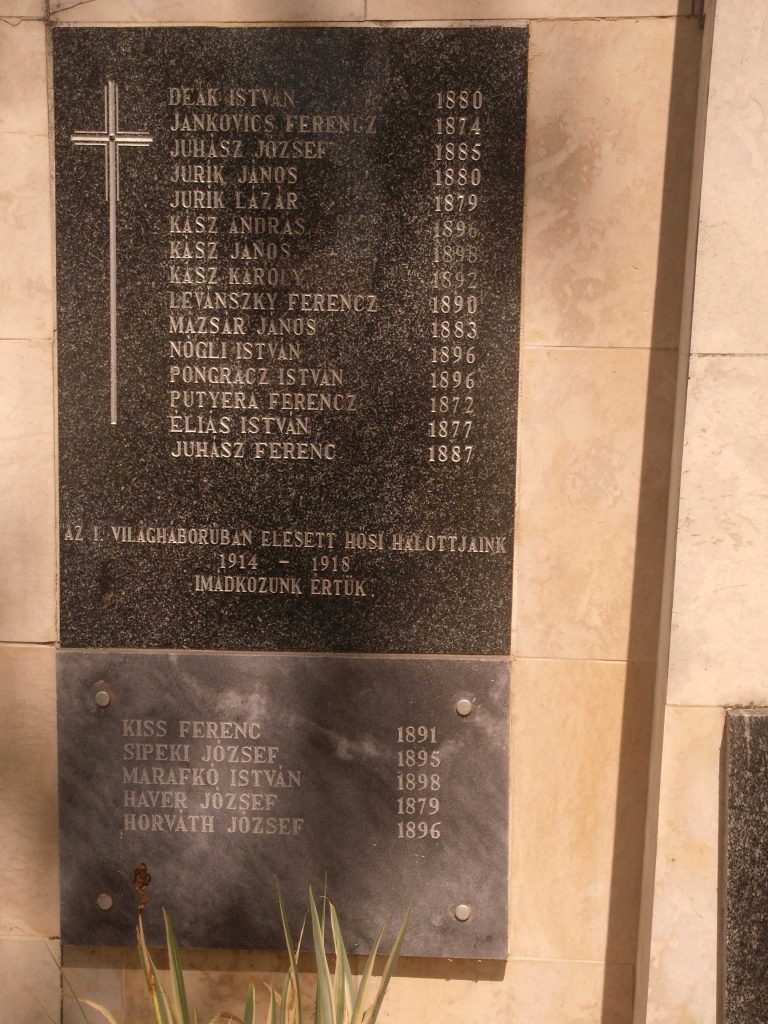 DEÁK ISTVÁN 1880
JANKOVICS FERENCZ 1874
JUHÁSZ JÓZSEF 1885
JURIK JÁNOS 1880
JURIK LÁZÁR 1879
KÁSZ ANDRÁS 1896
KÁSZ JÁNOS 1898
KÁSZ KÁROLY 1892
LEVÁNSZKY FERENCZ 1890
MAZSÁR JÁNOS 1883
NÓGLI ISTVÁN 1896
PONGRÁCZ ISTVÁN 1896
PUTYERA FERENCZ 1872
ÉLIÁS ISTVÁN 1877
JUHÁSZ FERENC 1887
AZ I. VILÁGHÁBORÚBAN ELESETT HŐSI HALOTTJAINK
1914 – 1918
IMÁDKOZUNK ÉRTÜK
KISS FERENC 1891
SIPEKI JÓZSEF 1895
MARAFKÓ ISTVÁN 1898
HAVER JÓZSEF 1879
HORVÁTH JÓZSEF 1896